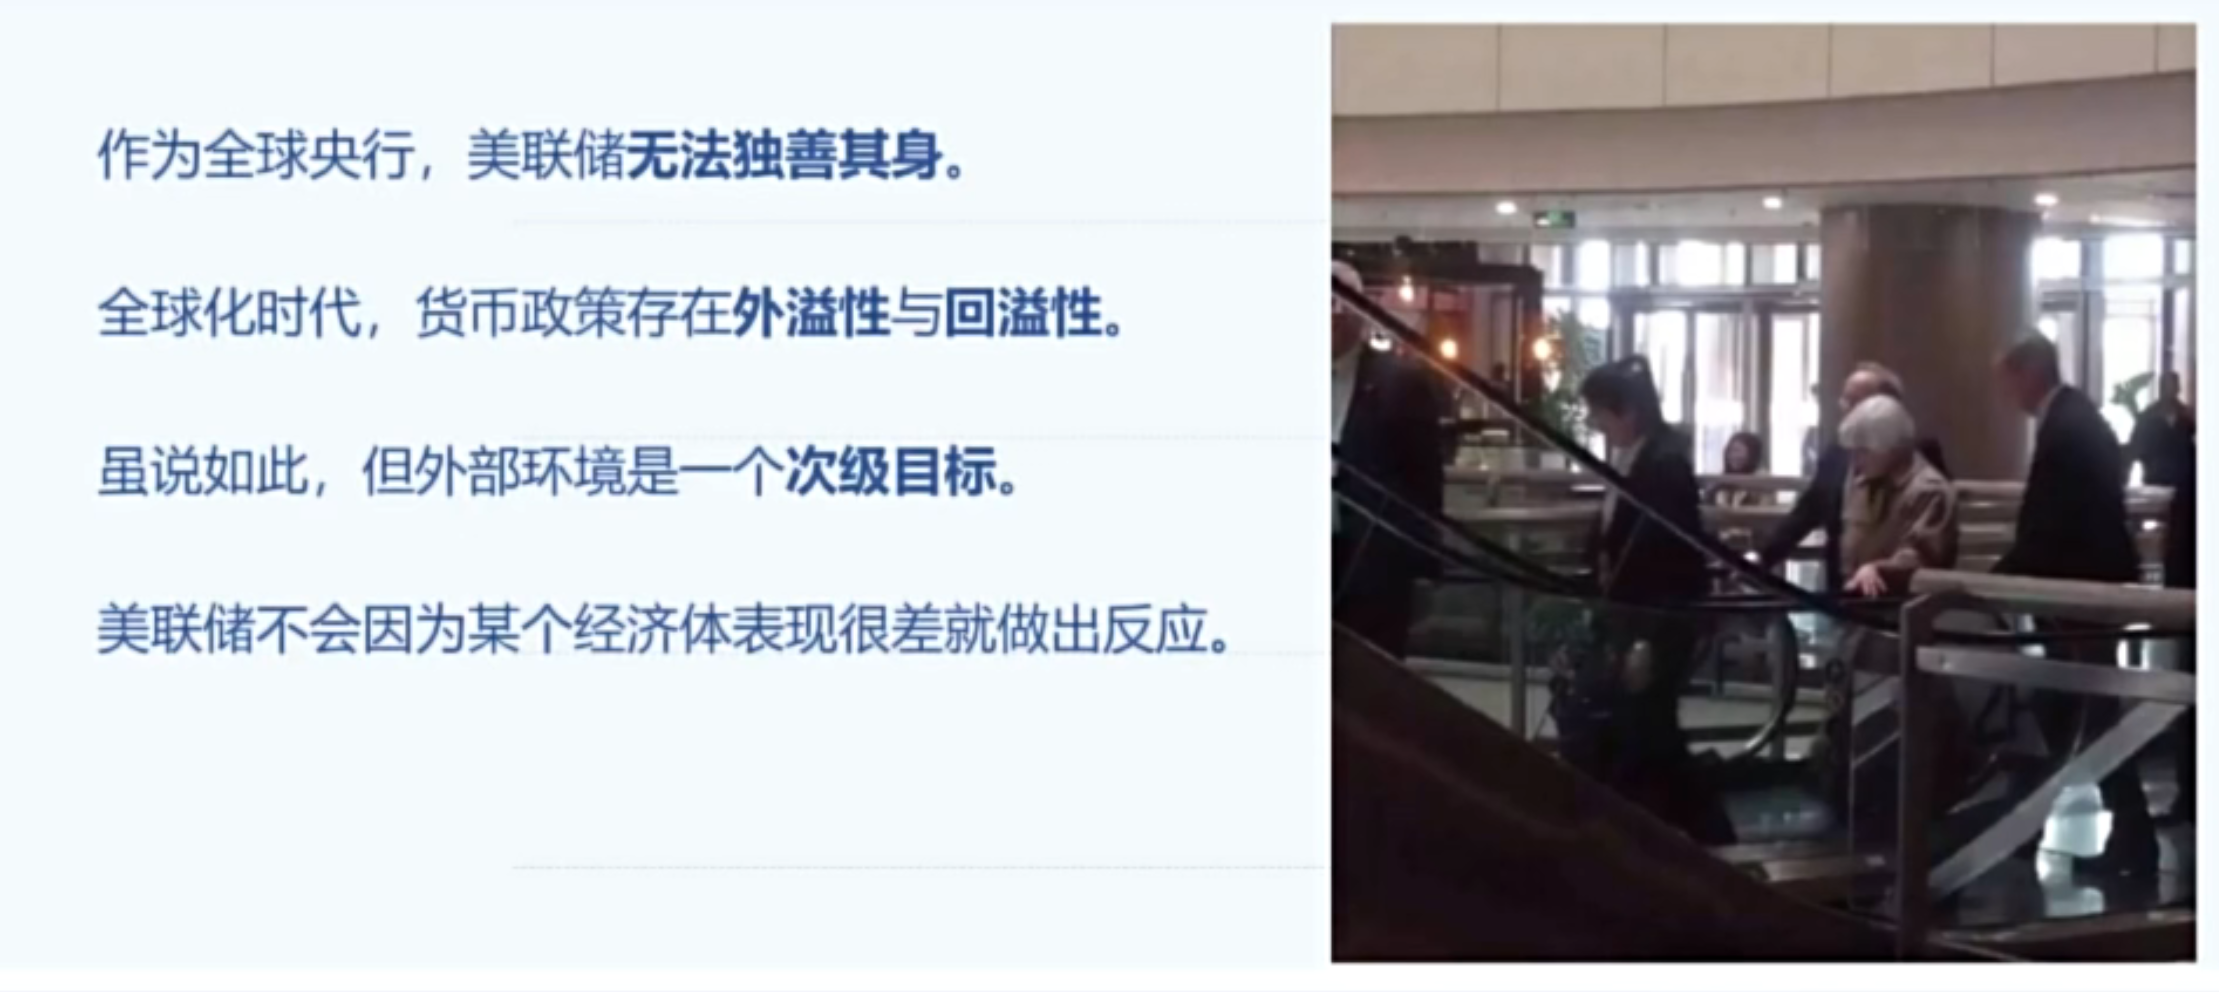 作为全球央行，美联储无法独善其身。
全球化时代，货币政策存在外溢性与回溢性。
虽说如此，但外部环境是一个次级目标。
美联储不会因为某个经济体表现很差就做出反应。